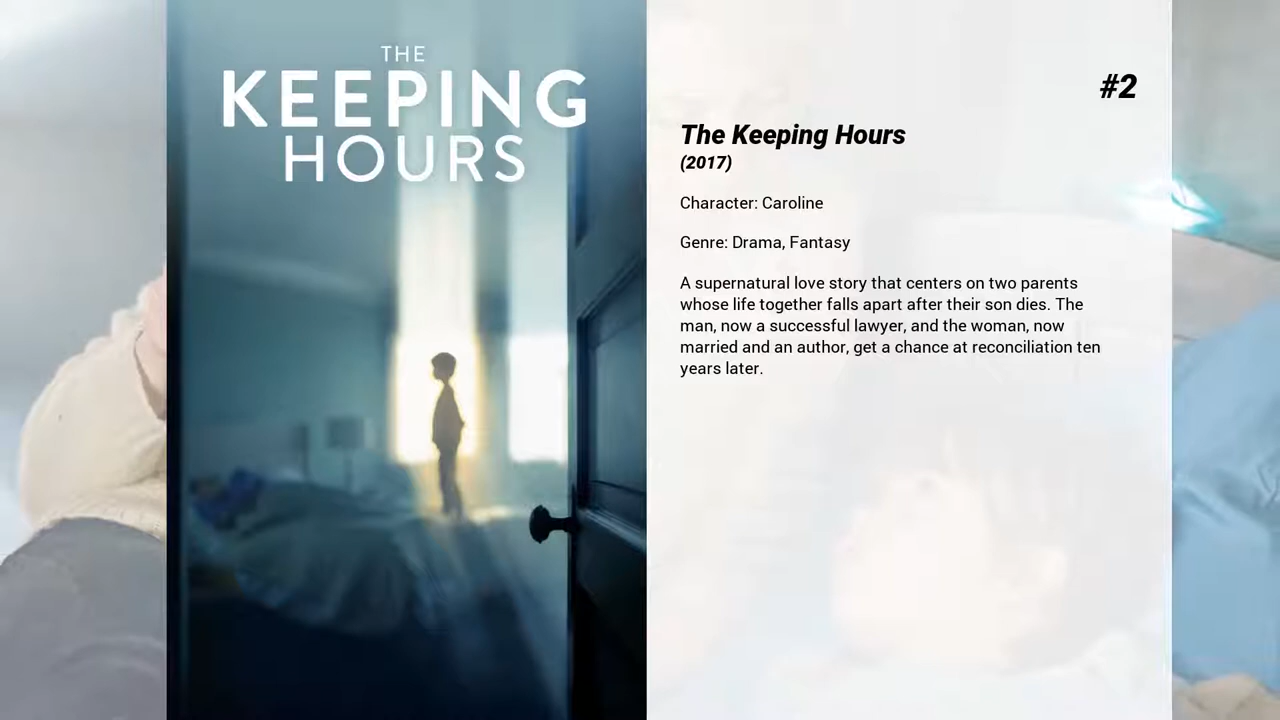 THE
KEEPING
HOURS
#2
The Keeping Hours
(2017)
Character: Caroline
Genre: Drama, Fantasy
A supernatural love story that centers on two parents
whose life together falls apart after their son dies. The
man, now a successful lawyer, and the woman, now
married and an author, get a chance at reconciliation ten
years later.